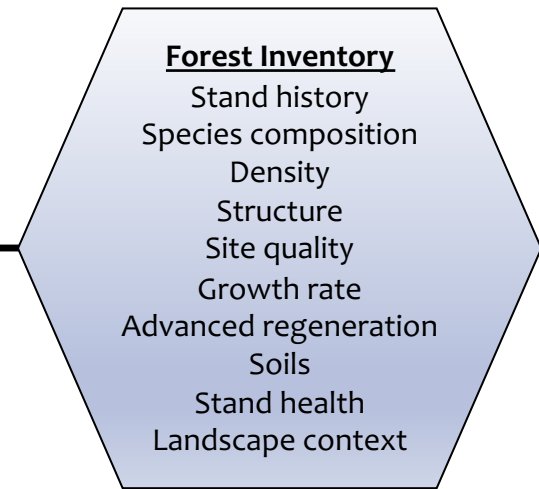 Forest Inventory
Stand history
Species composition
Density
Structure
Site quality
Growth rate
Advanced regeneration
Soils
Stand health
Landscape context